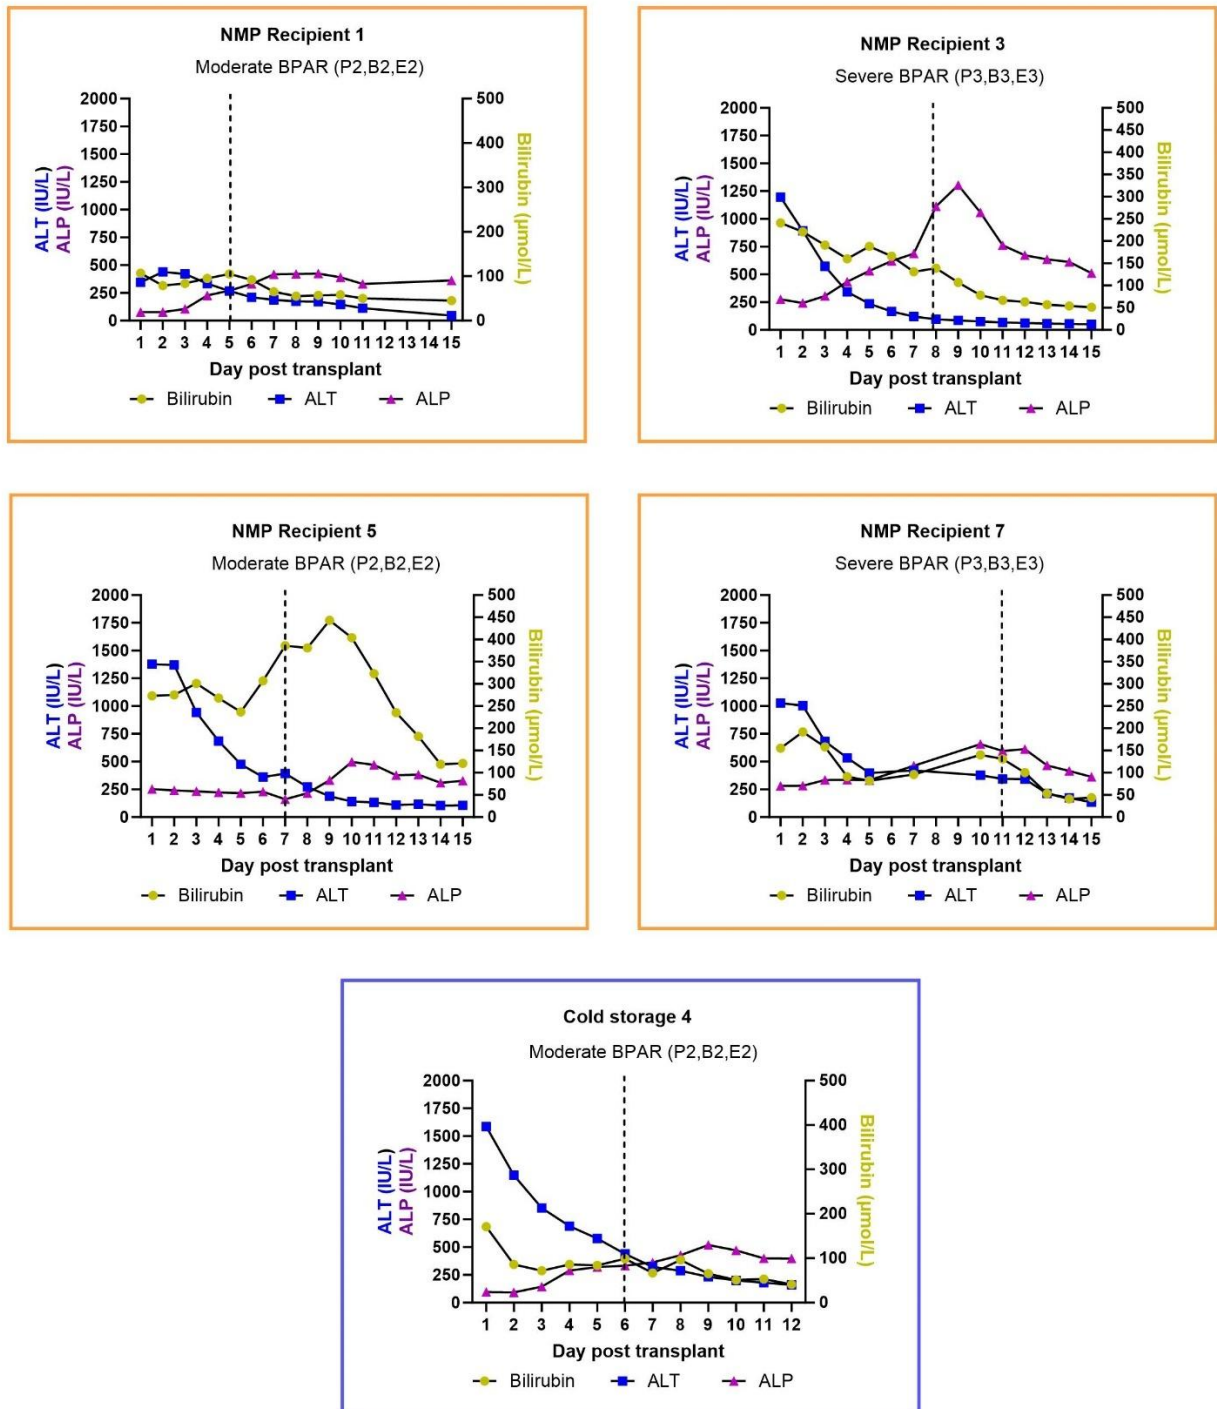 NMP Recipient 1
Moderate BPAR (P2,B2,E2)
2000
1750
1500
1250
1000
750
500
250
0
ALT (IU/L)
ALP (IU/L)
500
400
300
200
100
0
Bilirubin (µmol/L)
1 2 3 4 5 6 7 8 9 10 11 12 13 14 15
Day post transplant
Bilirubin ALT ALP
NMP Recipient 3
Severe BPAR (P3,B3,E3)
2000
1750
1500
1250
1000
750
500
250
0
ALT (IU/L)
ALP (IU/L)
500
450
400
350
300
250
200
150
100
50
0
Bilirubin (µmol/L)
1 2 3 4 5 6 7 8 9 10 11 12 13 14 15
Day post transplant
Bilirubin ALT ALP
NMP Recipient 5
Moderate BPAR (P2,B2,E2)
2000
1750
1500
1250
1000
750
500
250
0
ALT (IU/L)
ALP (IU/L)
500
450
400
350
300
250
200
150
100
50
0
Bilirubin (µmol/L)
1 2 3 4 5 6 7 8 9 10 11 12 13 14 15
Day post transplant
Bilirubin ALT ALP
NMP Recipient 7
Severe BPAR (P3,B3,E3)
2000
1750
1500
1250
1000
750
500
250
0
ALT (IU/L)
ALP (IU/L)
500
450
400
350
300
250
200
150
100
50
0
Bilirubin (µmol/L)
1 2 3 4 5 6 7 8 9 10 11 12 13 14 15
Day post transplant
Bilirubin ALT ALP
Cold storage 4
Moderate BPAR (P2,B2,E2)
2000
1750
1500
1250
1000
750
500
250
0
ALT (IU/L)
ALP (IU/L)
500
400
300
200
100
0
Bilirubin (µmol/L)
1 2 3 4 5 6 7 8 9 10 11 12
Day post transplant
Bilirubin ALT ALP